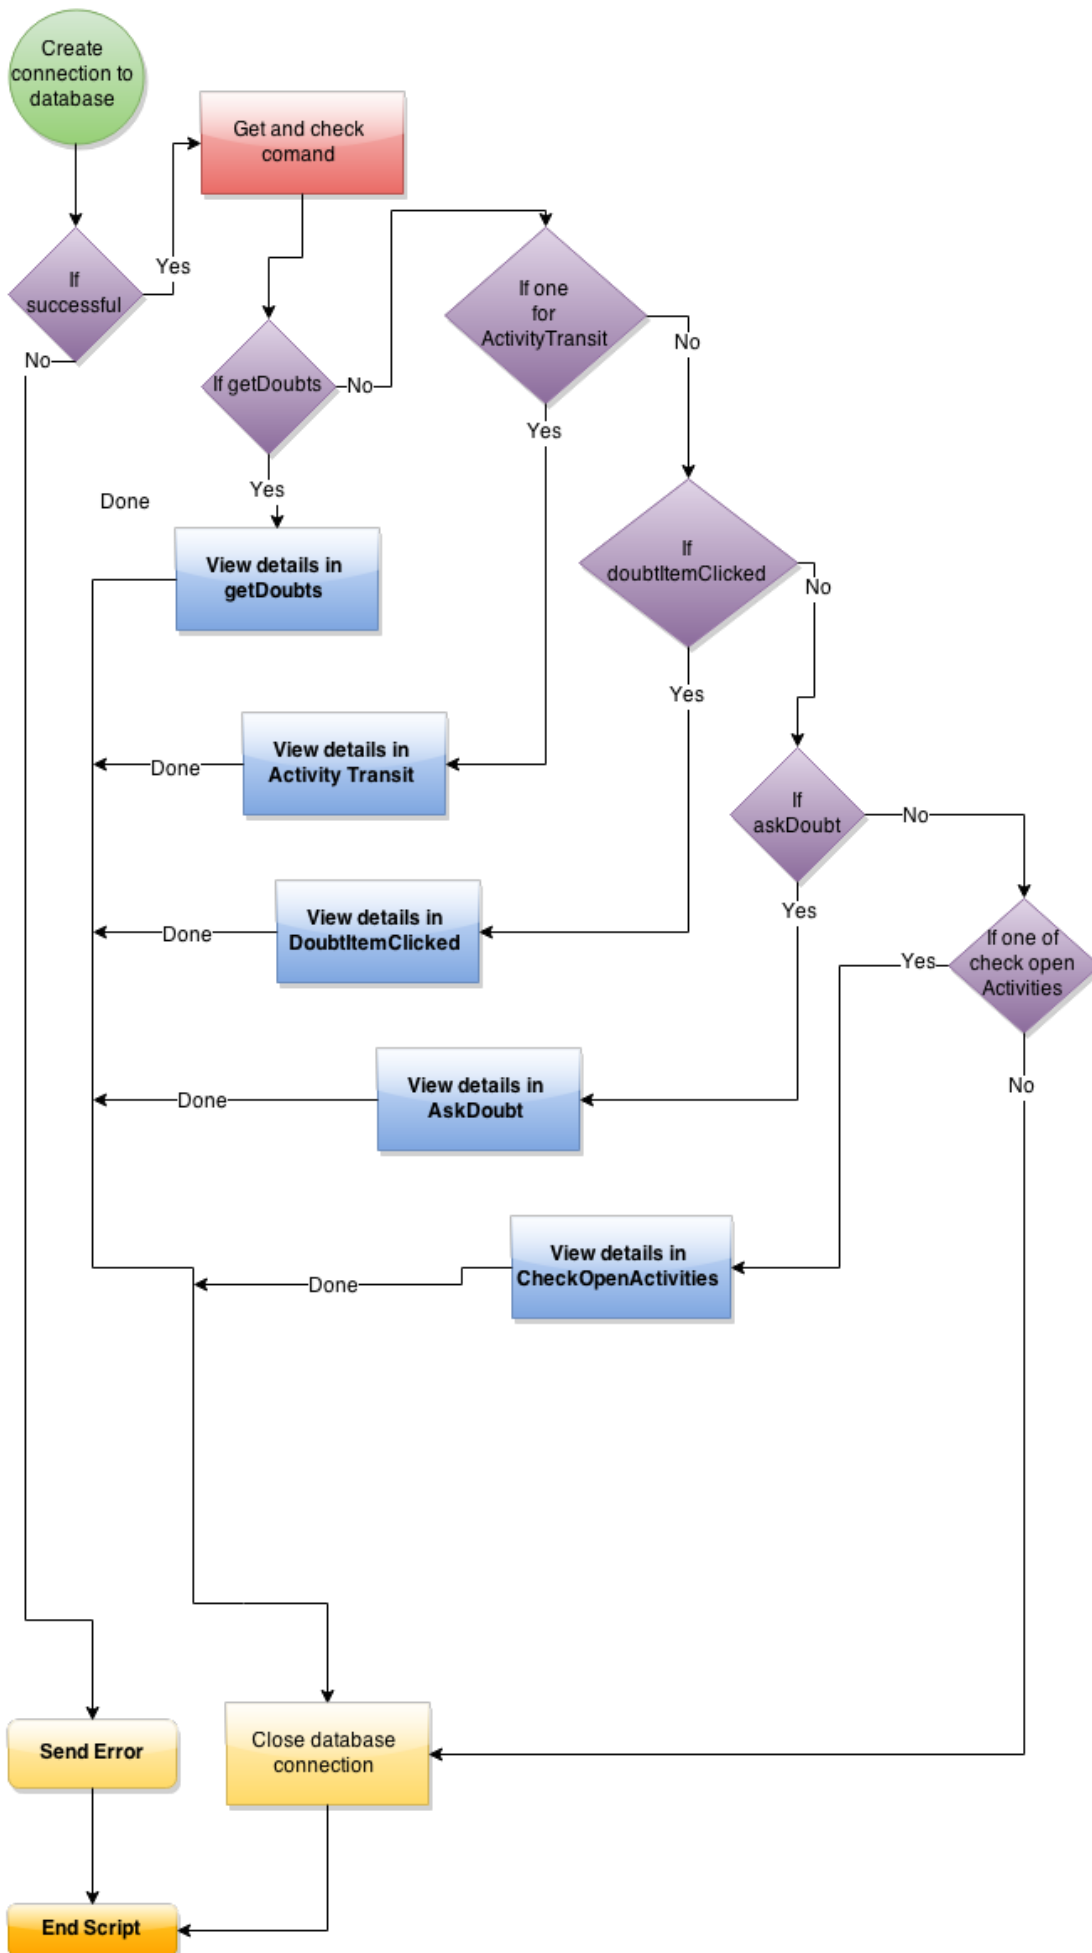 Create
connection to
database
Get and check
comand
Yes
If
successful
No
If getDoubts
No
If one
for
ActivityTransit
No
Yes
Yes
Done
View details in
getDoubts
If
doubtItemClicked
No
Yes
View details in
Activity Transit
Done
If
askDoubt
No
Yes
View details in
DoubtItemClicked
Done
If one of
check open
Activities
Yes
No
View details in
AskDoubt
Done
View details in
CheckOpenActivities
Done
Send Error
Close database
connection
End Script